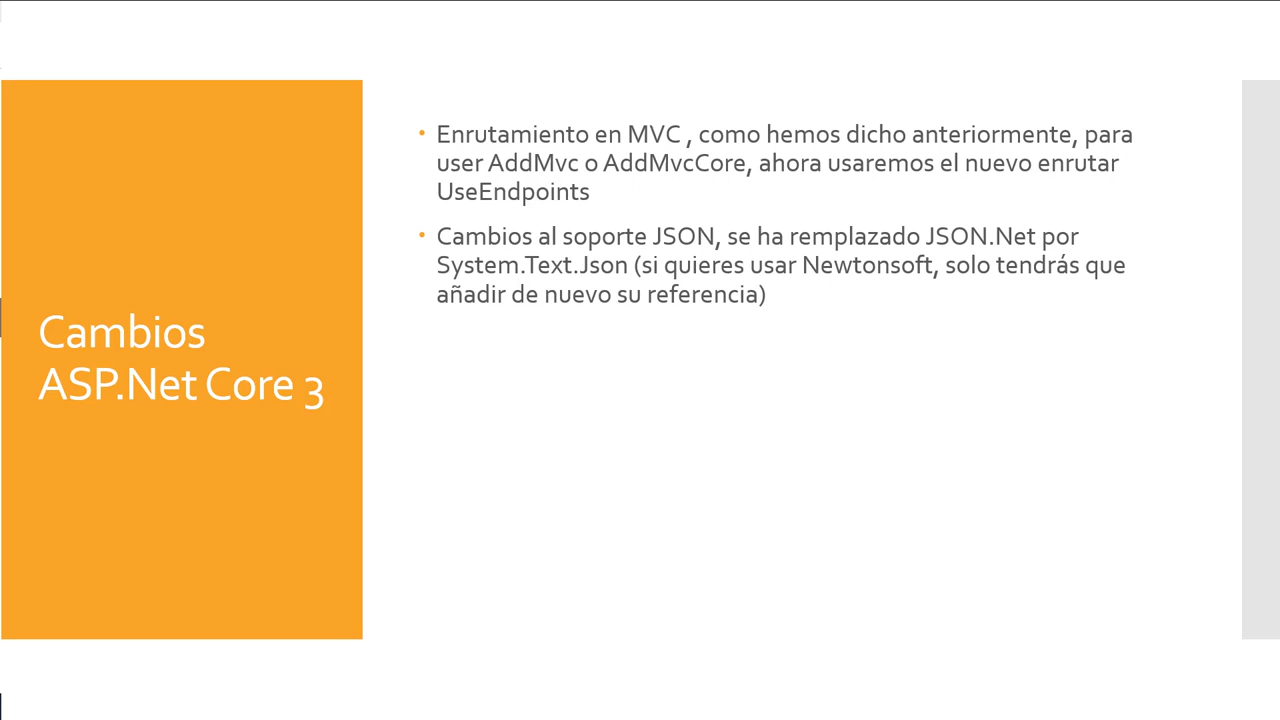 Cambios
ASP.Net Core 3
• Enrutamiento en MVC , como hemos dicho anteriormente, para
user AddMvc o AddMvcCore, ahora usaremos el nuevo enrutar
UseEndpoints
• Cambios al soporte JSON, se ha remplazado JSON.Net por
System.Text.Json (si quieres usar Newtonsoft, solo tendrás que
añadir de nuevo su referencia)